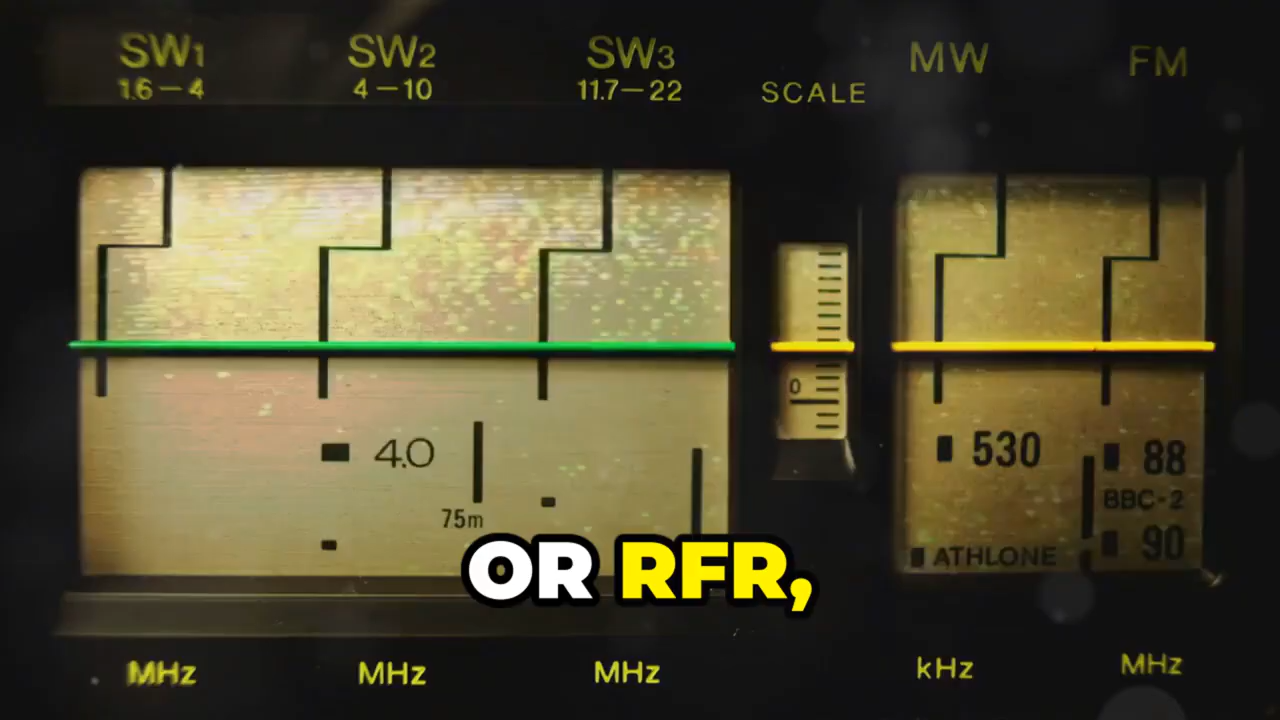 SW1 SW2 SW3 MW FM
1.6—4 4—10 11.7—22 SCALE
0
4.0 530 88
75m BBC-2
ATHLONE 90
OR RFR,
MHz MHz MHz kHz MHz